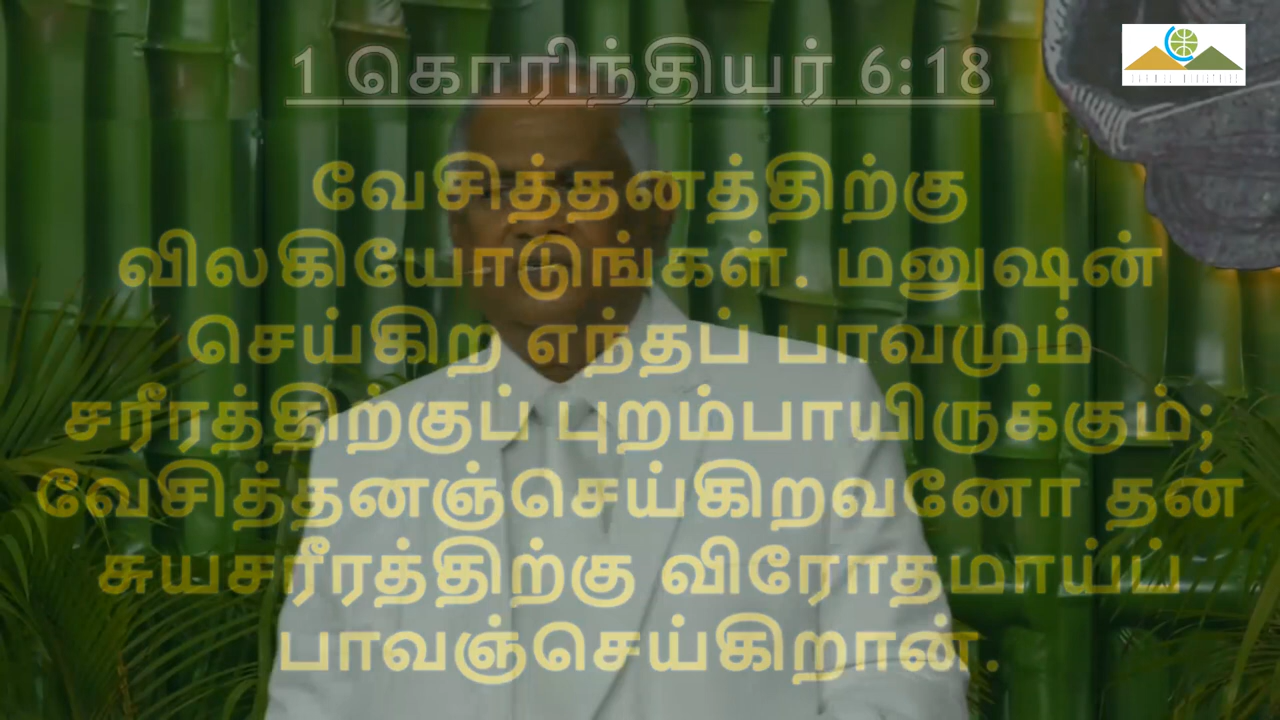 1 கொரிந்தியர் 6:18
வேசித்தனத்திற்கு
விலகியோடுங்கள். மனுஷன்
செய்கிற எந்தப் பாவமும்
சரீரத்திற்குப் புறம்பாயிருக்கும்;
வேசித்தனஞ்செய்கிறவனோ தன்
சுயசரீரத்திற்கு விரோதமாய்ப்
பாவஞ்செய்கிறான்.